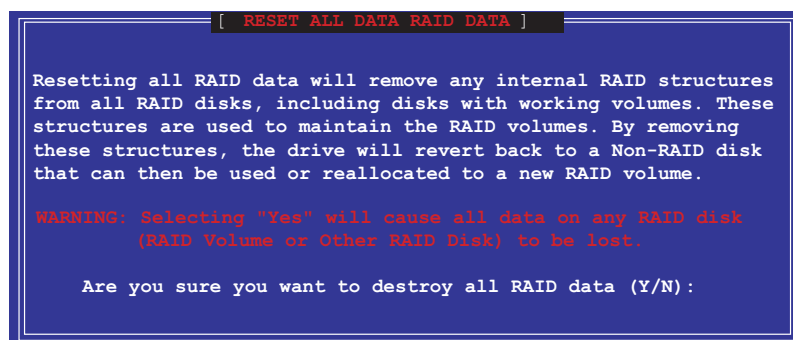 [ RESET ALL DATA RAID DATA ]
Resetting all RAID data will remove any internal RAID structures
from all RAID disks, including disks with working volumes. These
structures are used to maintain the RAID volumes. By removing
these structures, the drive will revert back to a Non-RAID disk
that can then be used or reallocated to a new RAID volume.
WARNING: Selecting "Yes" will cause all data on any RAID disk
(RAID Volume or Other RAID Disk) to be lost.
Are you sure you want to destroy all RAID data (Y/N):